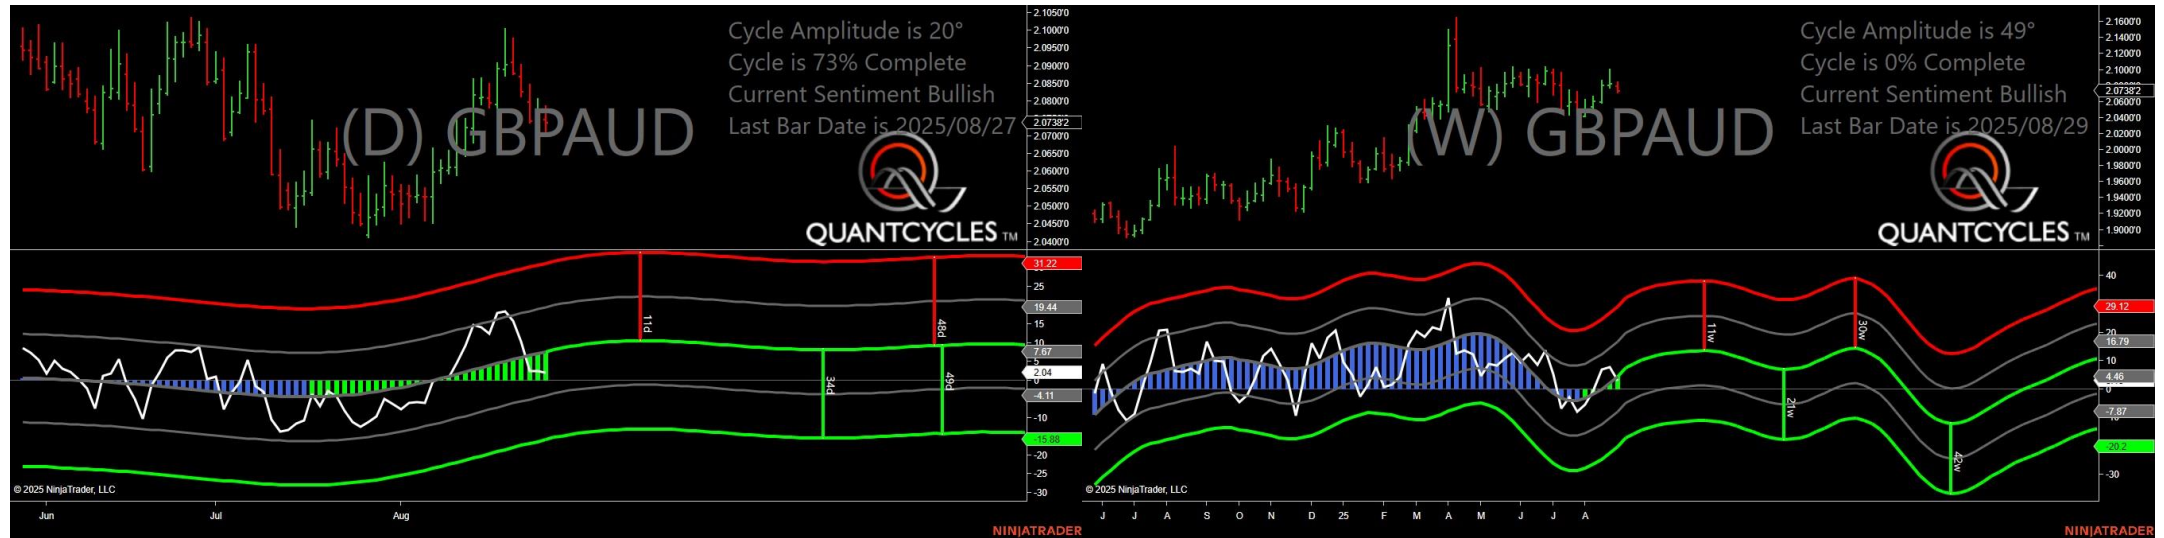 Cycle Amplitude is 20°
Cycle is 73% Complete
Current Sentiment Bullish
Last Bar Date is 2025/08/27
(D) GBPAUD
QUANTCYCLES TM
2.1050'0
2.1000'0
2.0950'0
2.0900'0
2.0850'0
2.0800'0
2.0738'2
2.0700'0
2.0650'0
2.0600'0
2.0550'0
2.0500'0
2.0450'0
2.0400'0
31.22
25
19.44
15
10
7.67
5
2.04
0
-4.11
-10
-15.88
-20
-25
-30
11d
34d
48d
49d
© 2025 NinjaTrader, LLC
Jun
Jul
Aug
NINJATRADER
Cycle Amplitude is 49°
Cycle is 0% Complete
Current Sentiment Bullish
Last Bar Date is 2025/08/29
(W) GBPAUD
QUANTCYCLES TM
2.1600'0
2.1400'0
2.1200'0
2.1000'0
2.0738'2
2.0600'0
2.0400'0
2.0200'0
2.0000'0
1.9800'0
1.9600'0
1.9400'0
1.9200'0
1.9000'0
40
29.12
20
16.79
10
4.46
0
-7.87
-20.2
-30
11w
21w
30w
42w
© 2025 NinjaTrader, LLC
J J A S O N D 25 F M A M J J A
NINJATRADER